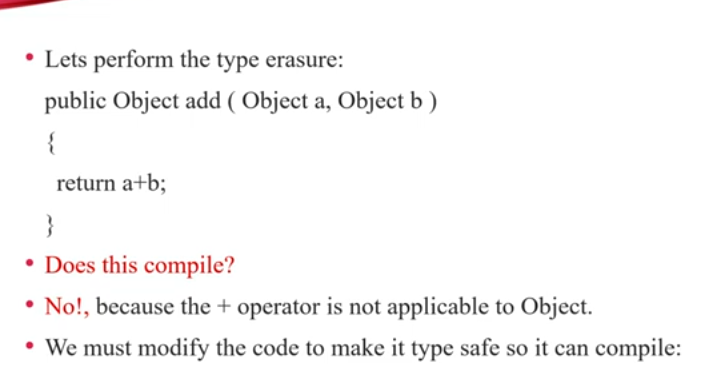 • Lets perform the type erasure:
public Object add ( Object a, Object b )
{
return a+b;
}
• Does this compile?
• No!, because the + operator is not applicable to Object.
• We must modify the code to make it type safe so it can compile: